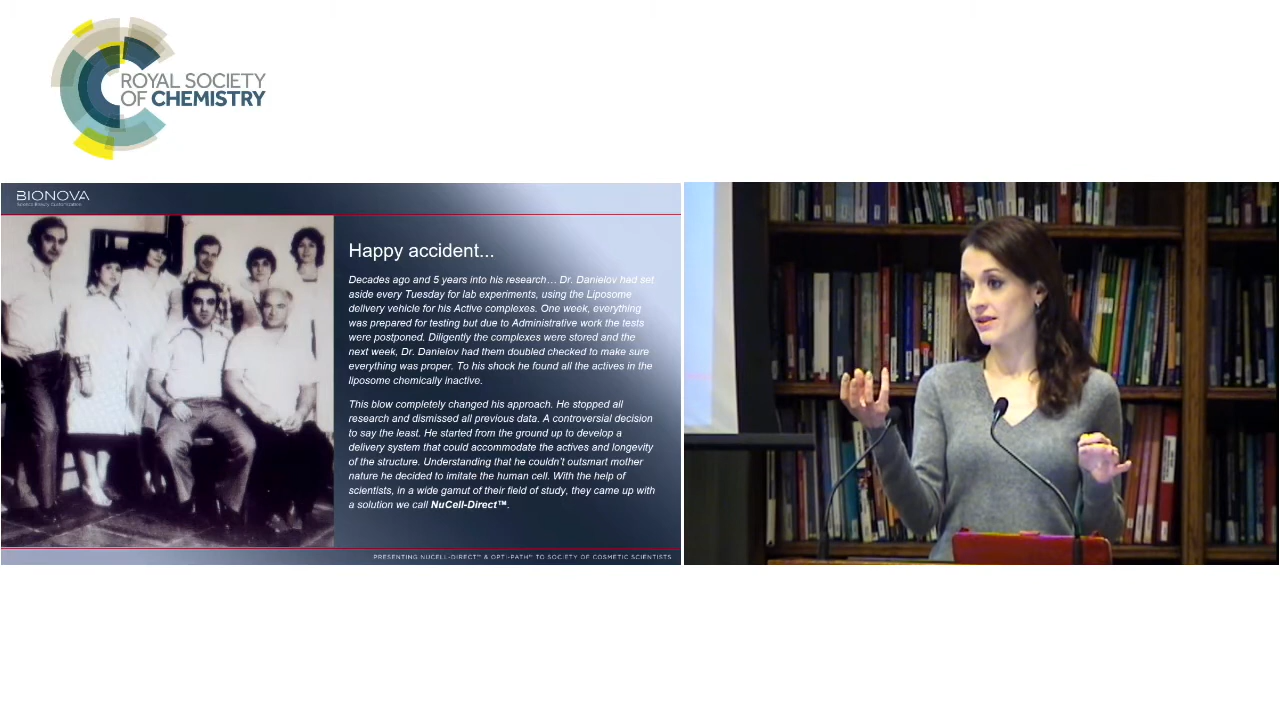 ROYAL SOCIETY
OF CHEMISTRY
BIONOVA
Happy accident...
Decades ago and 5 years into his research… Dr. Danielov had set
aside every Tuesday for lab experiments, using the Liposome
delivery vehicle for his Active complexes. One week, everything
was prepared for testing but due to Administrative work the tests
were postponed. Diligently the complexes were stored and the
next week, Dr. Danielov had them doubled checked to make sure
everything was proper. To his shock he found all the actives in the
liposome chemically inactive.
This blow completely changed his approach. He stopped all
research and dismissed all previous data. A controversial decision
to say the least. He started from the ground up to develop a
delivery system that could accommodate the actives and longevity
of the structure. Understanding that he couldn't outsmart mother
nature he decided to imitate the human cell. With the help of
scientists, in a wide gamut of their field of study, they came up with
a solution we call NuCell-Direct™.
PRESENTING NUCELL-DIRECT™ & OPTI-PATH™ TO SOCIETY OF COSMETIC SCIENTISTS